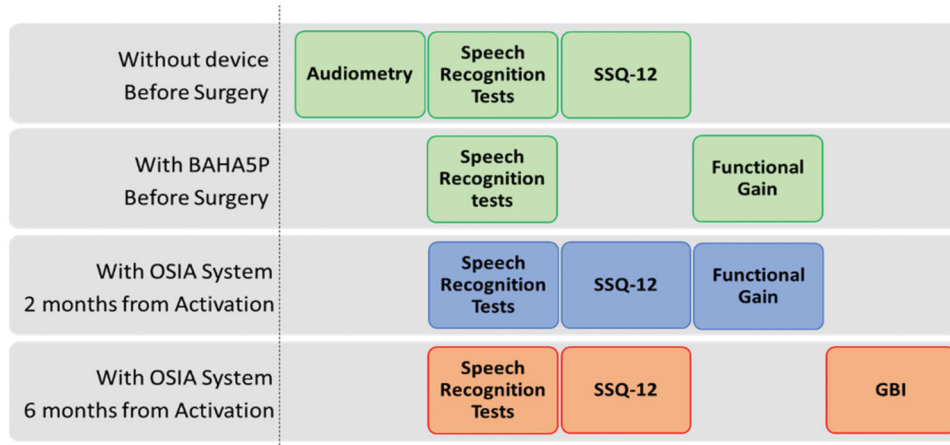 Without device
Before Surgery
Audiometry
Speech
Recognition
Tests
SSQ-12
With BAHA5P
Before Surgery
Speech
Recognition
tests
Functional
Gain
With OSIA System
2 months from Activation
Speech
Recognition
Tests
SSQ-12
Functional
Gain
With OSIA System
6 months from Activation
Speech
Recognition
Tests
SSQ-12
GBI